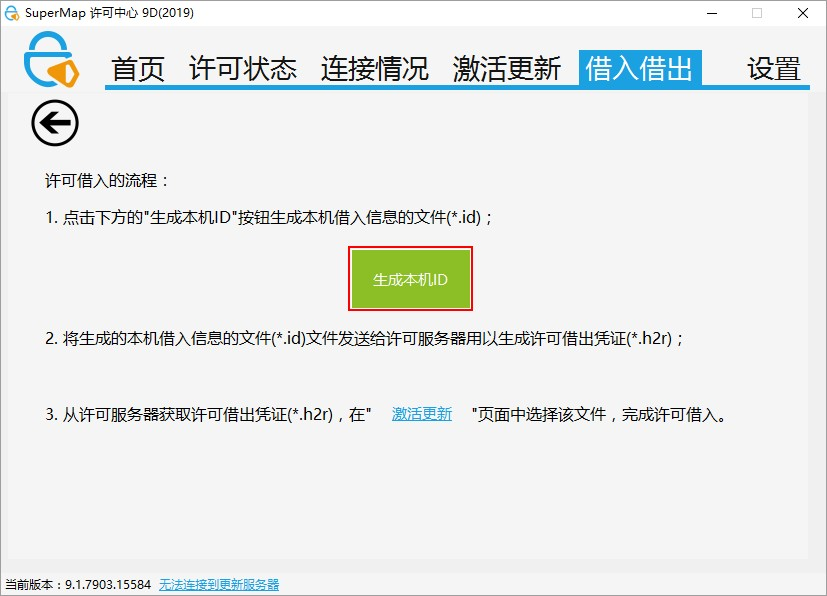 SuperMap 许可中心 9D(2019)
首页 许可状态 连接情况 激活更新 借入借出 设置
许可借入的流程：
1. 点击下方的"生成本机ID"按钮生成本机借入信息的文件(*.id)；
生成本机ID
2. 将生成的本机借入信息的文件(*.id)文件发送给许可服务器用以生成许可借出凭证(*.h2r)；
3. 从许可服务器获取许可借出凭证(*.h2r)，在" 激活更新 "页面中选择该文件，完成许可借入。
当前版本：9.1.7903.15584 无法连接到更新服务器